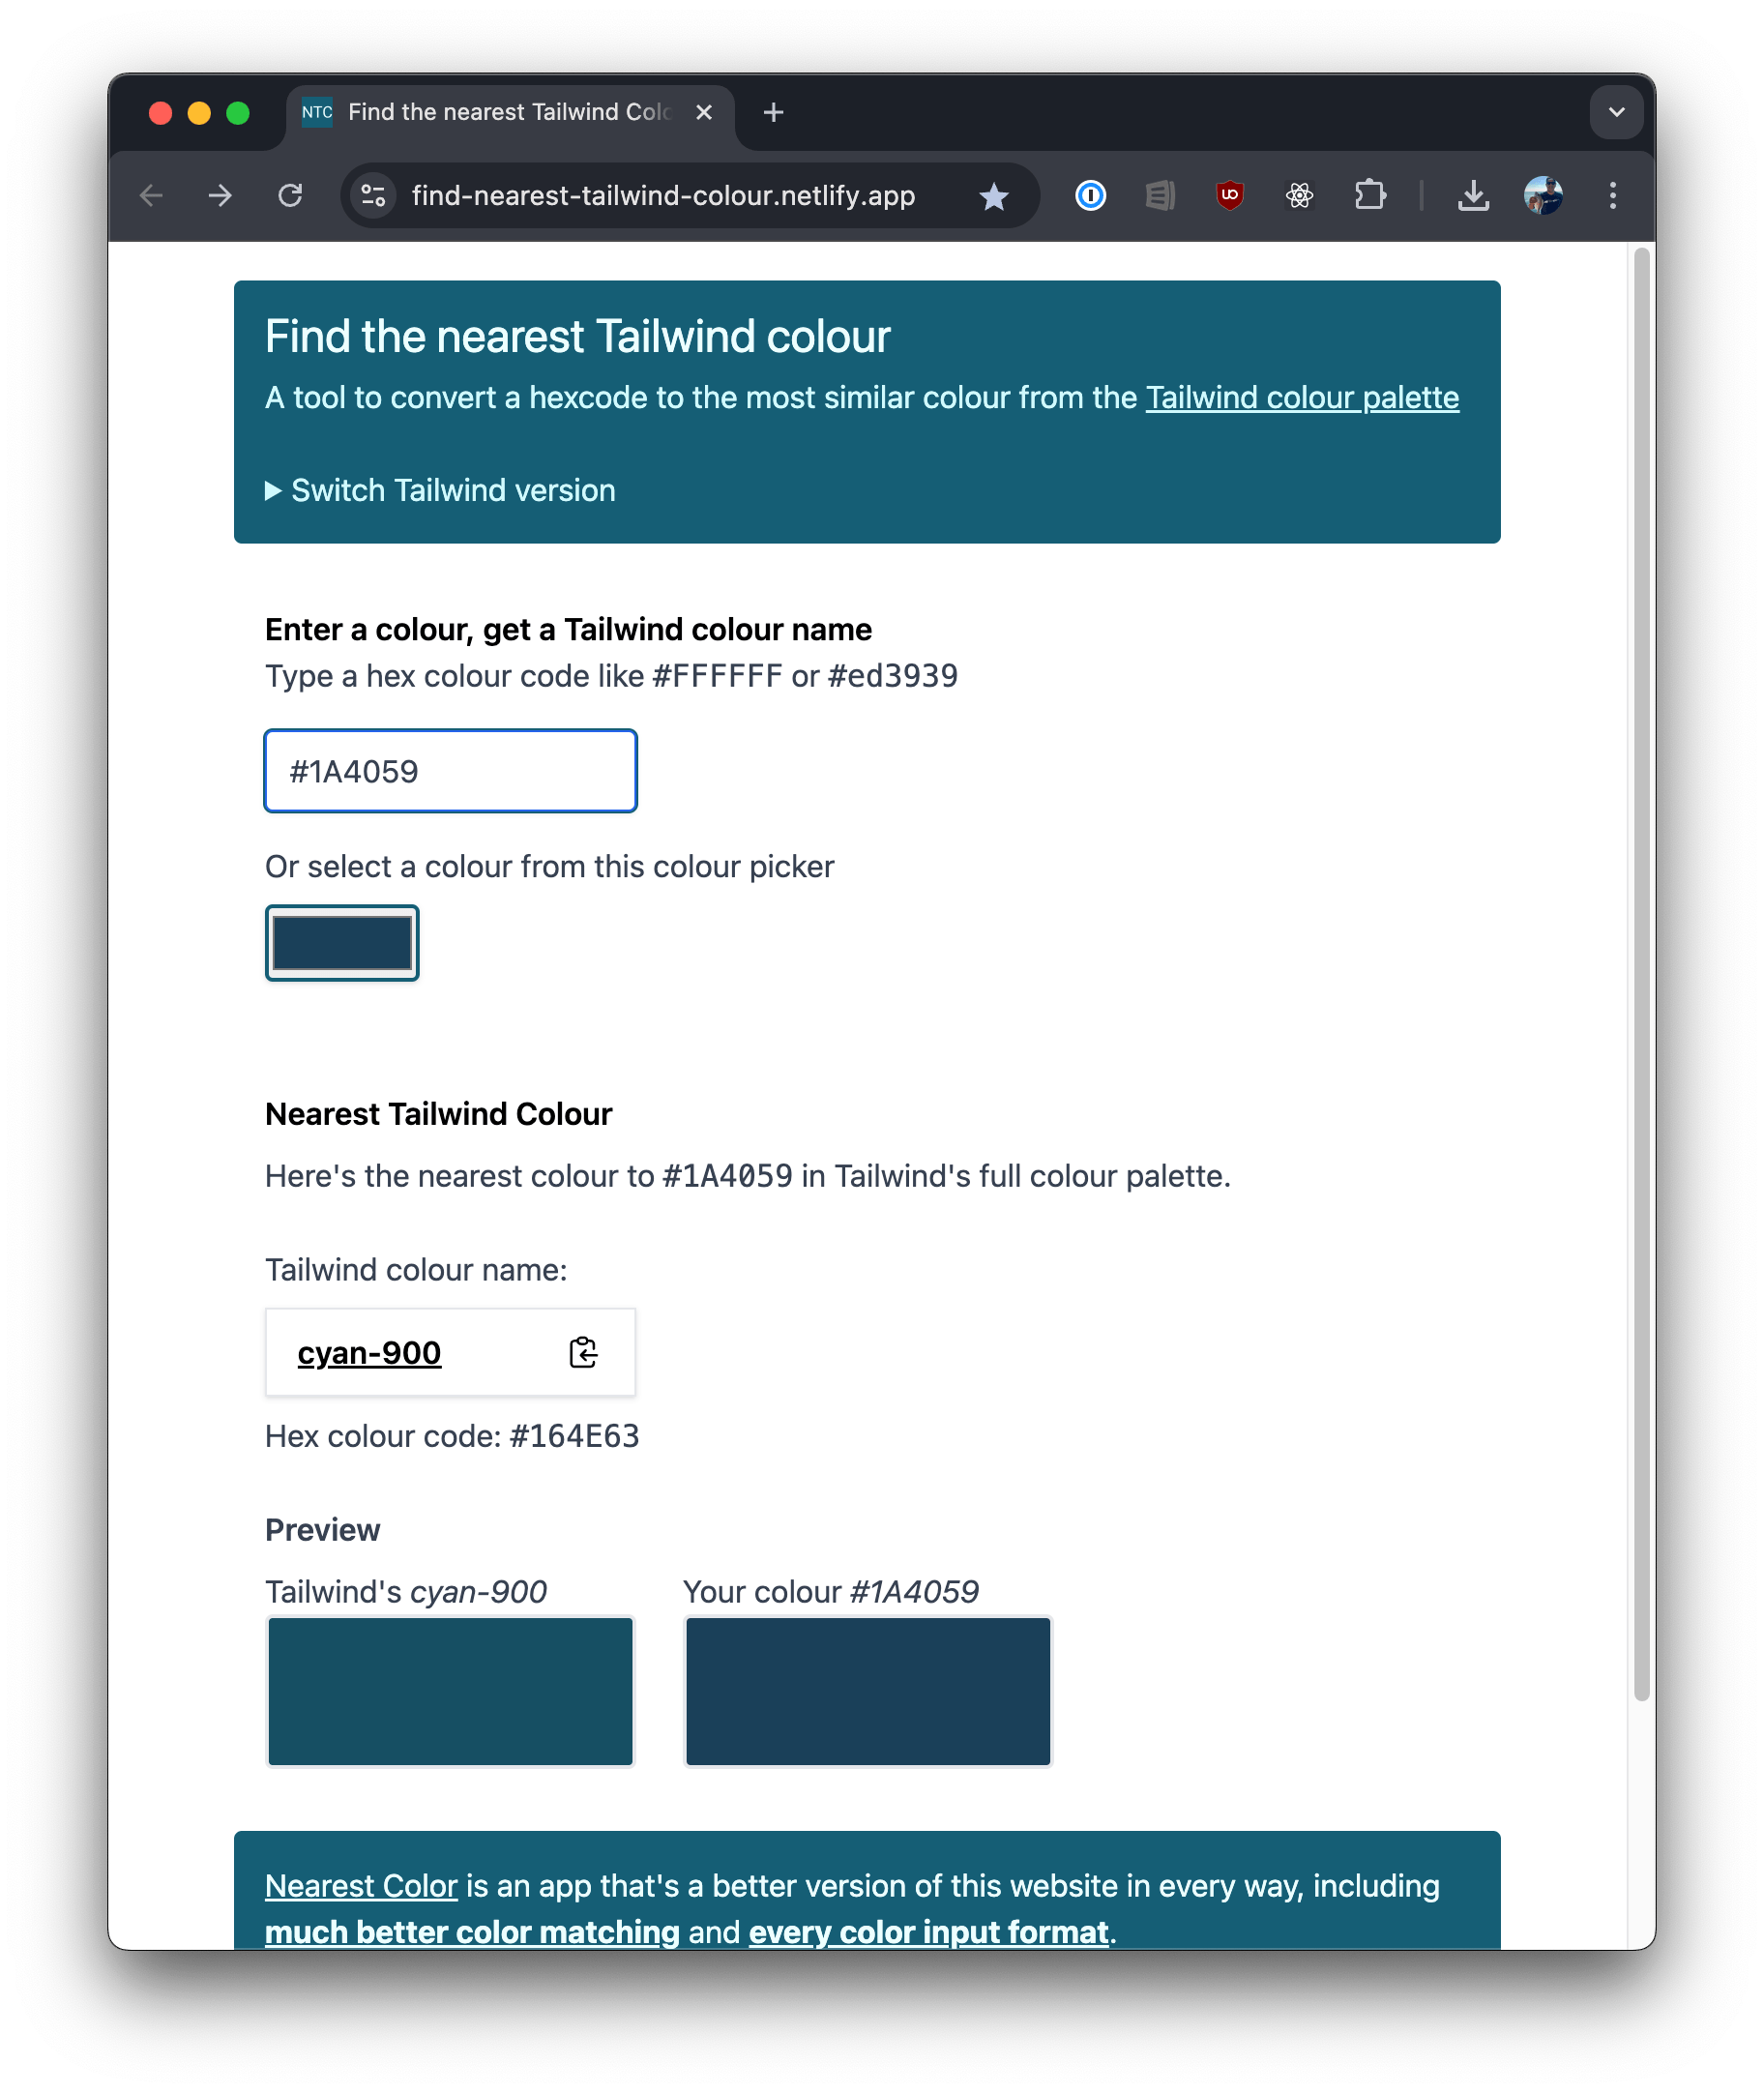 NTC Find the nearest Tailwind Colo
find-nearest-tailwind-colour.netlify.app
Find the nearest Tailwind colour
A tool to convert a hexcode to the most similar colour from the Tailwind colour palette
Switch Tailwind version
Enter a colour, get a Tailwind colour name
Type a hex colour code like #FFFFFF or #ed3939
#1A4059
Or select a colour from this colour picker
Nearest Tailwind Colour
Here's the nearest colour to #1A4059 in Tailwind's full colour palette.
Tailwind colour name:
cyan-900
Hex colour code: #164E63
Preview
Tailwind's cyan-900 Your colour #1A4059
Nearest Color is an app that's a better version of this website in every way, including
much better color matching and every color input format.